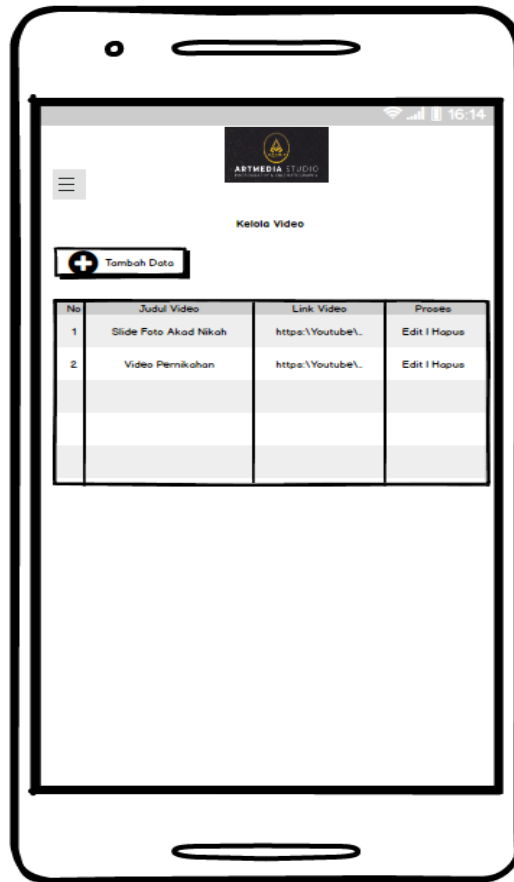 16:14
ARTMEDIA STUDIO
Kelola Video
Tambah Data
No Judul Video Link Video Proses
1 Slide Foto Akad Nikah https:\Youtube\.. Edit I Hapus
2 Video Pernikahan https:\Youtube\.. Edit I Hapus